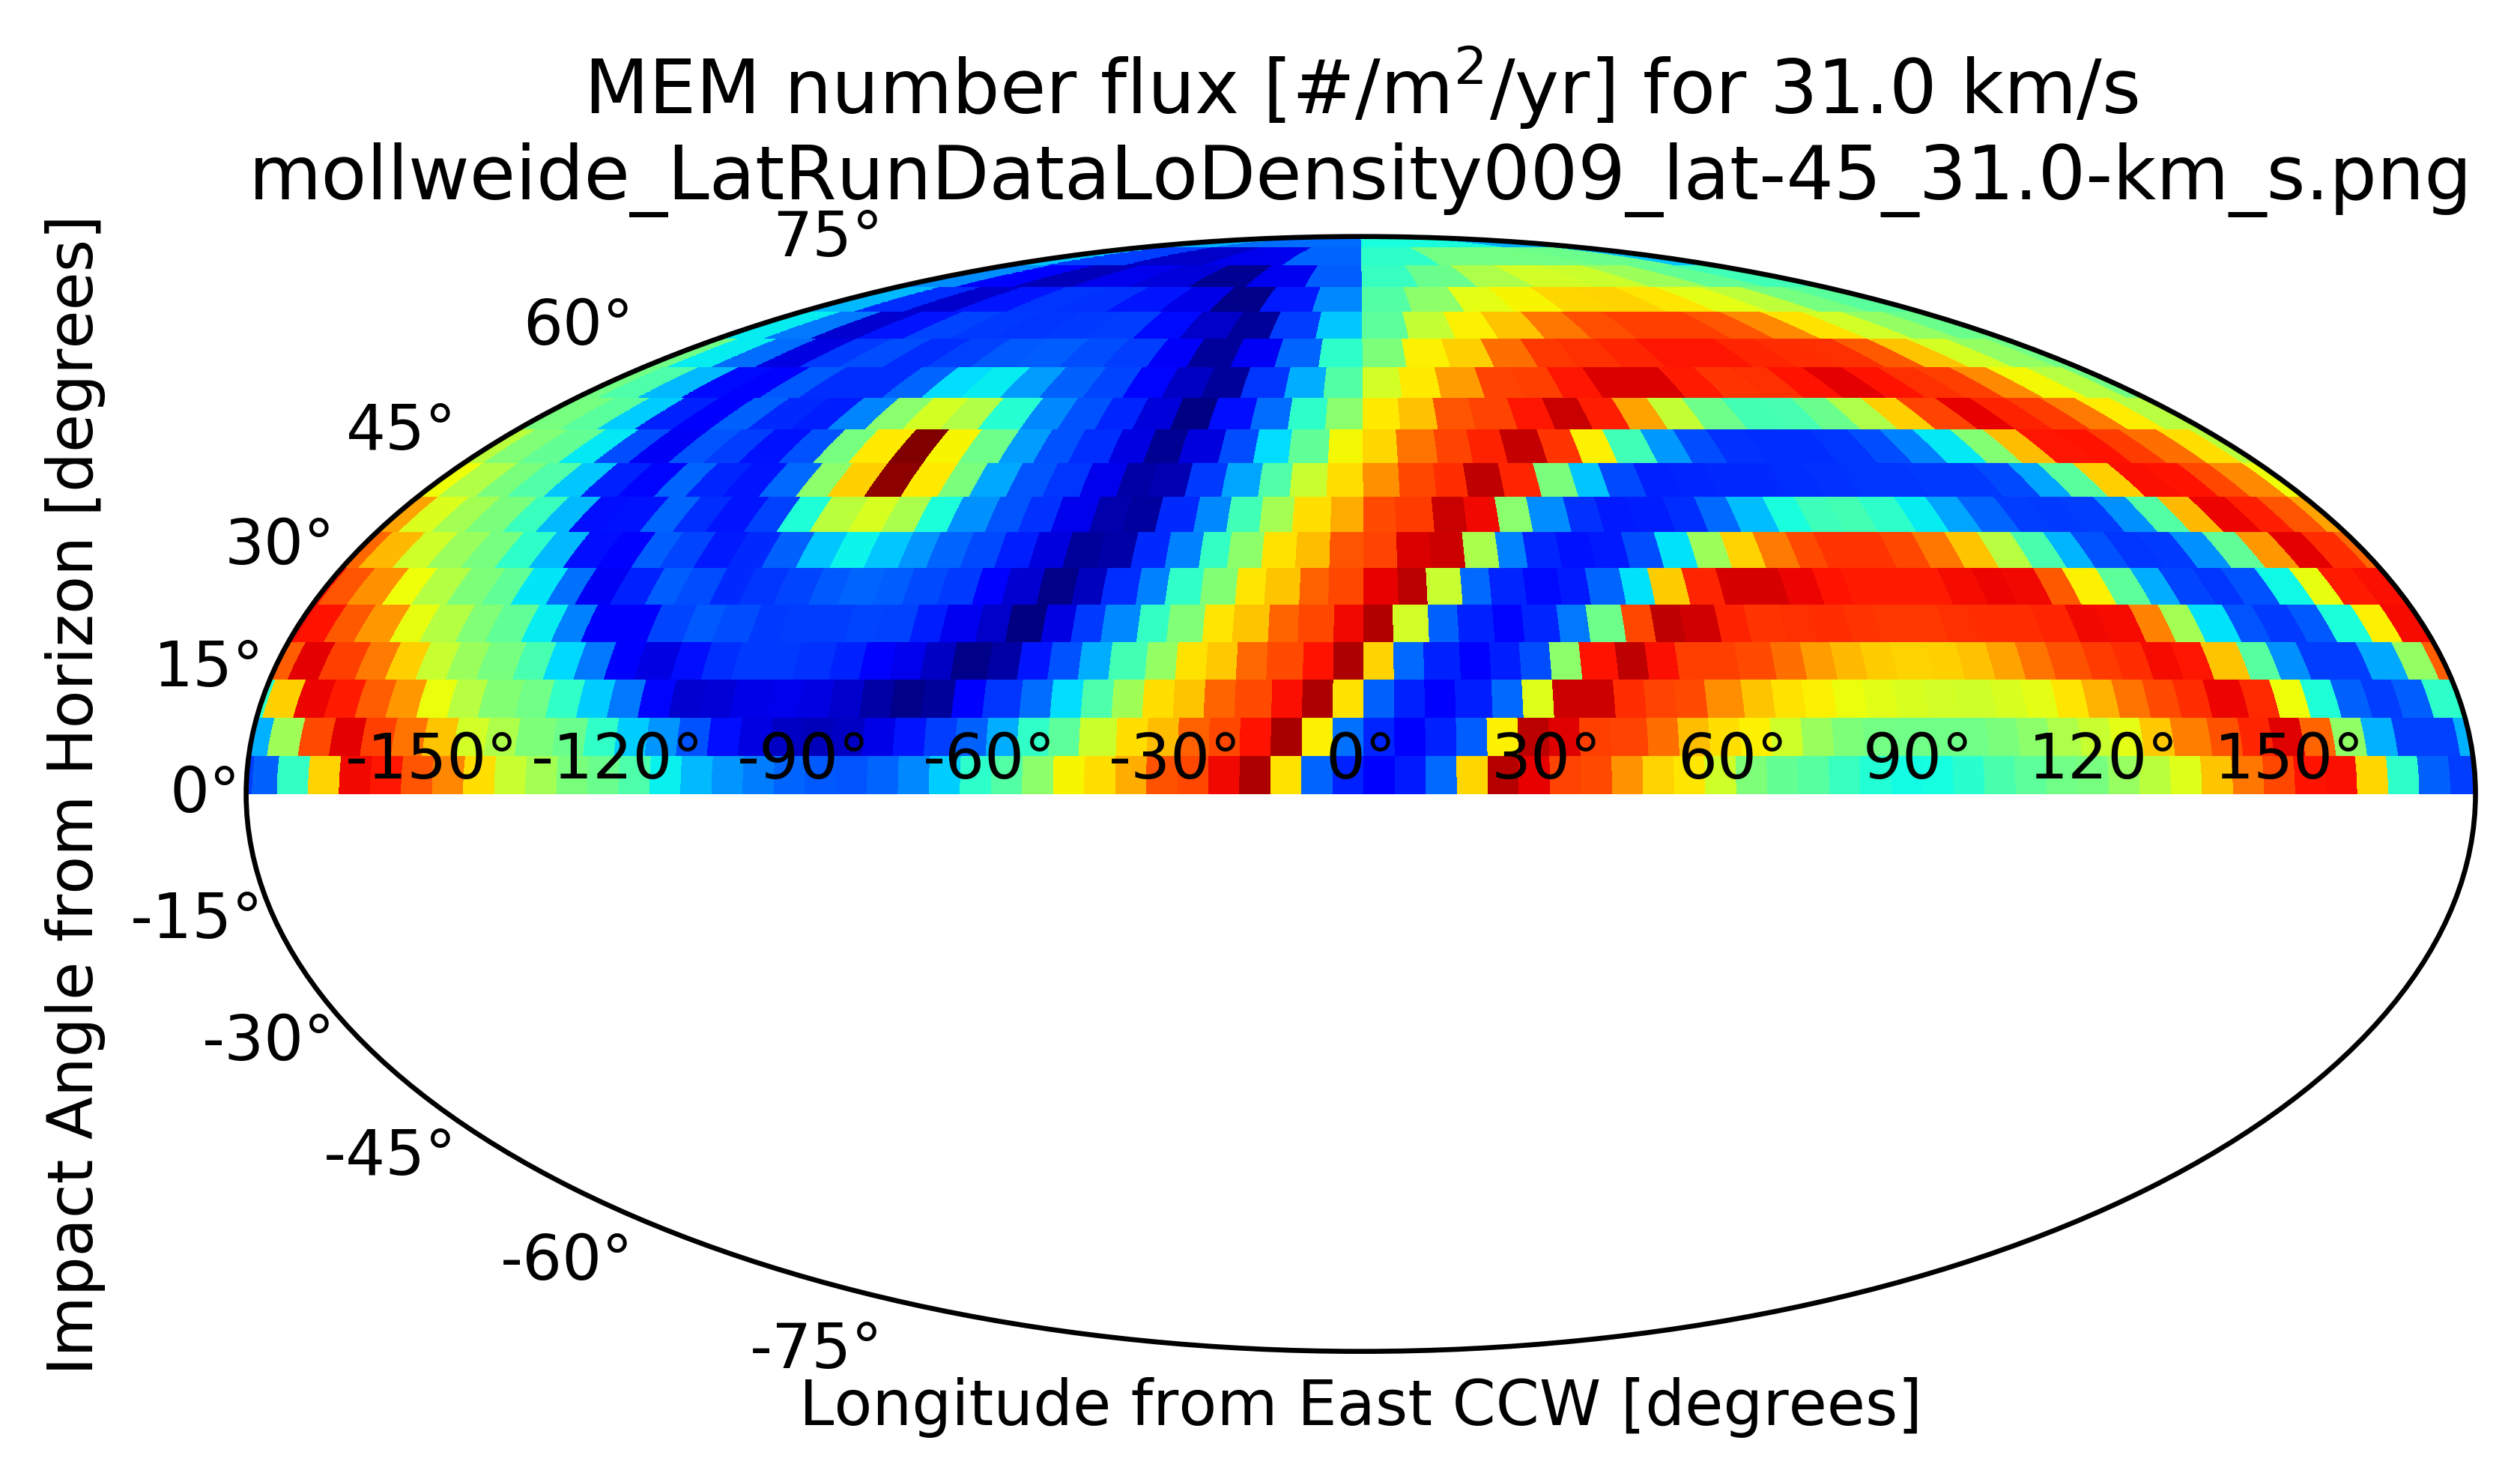 MEM number flux [#/m²/yr] for 31.0 km/s
mollweide_LatRunDataLoDensity009_lat-45_31.0-km_s.png
Impact Angle from Horizon [degrees]
75°
60°
45°
30°
15°
0°
-15°
-30°
-45°
-60°
-75°
-150° -120° -90° -60° -30° 0° 30° 60° 90° 120° 150°
Longitude from East CCW [degrees]